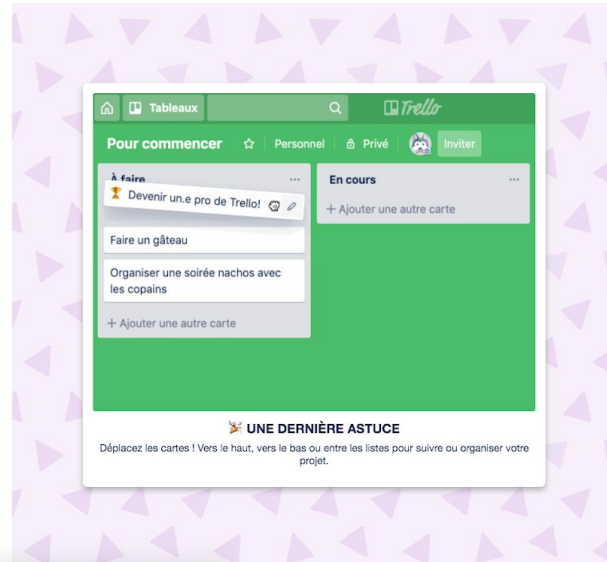 Tableaux
Trello
Pour commencer
Personnel
Privé
Inviter
À faire
...
En cours
...
Devenir un.e pro de Trello!
+ Ajouter une autre carte
Faire un gâteau
Organiser une soirée nachos avec
les copains
+ Ajouter une autre carte
🎉 UNE DERNIÈRE ASTUCE
Déplacez les cartes ! Vers le haut, vers le bas ou entre les listes pour suivre ou organiser votre
projet.